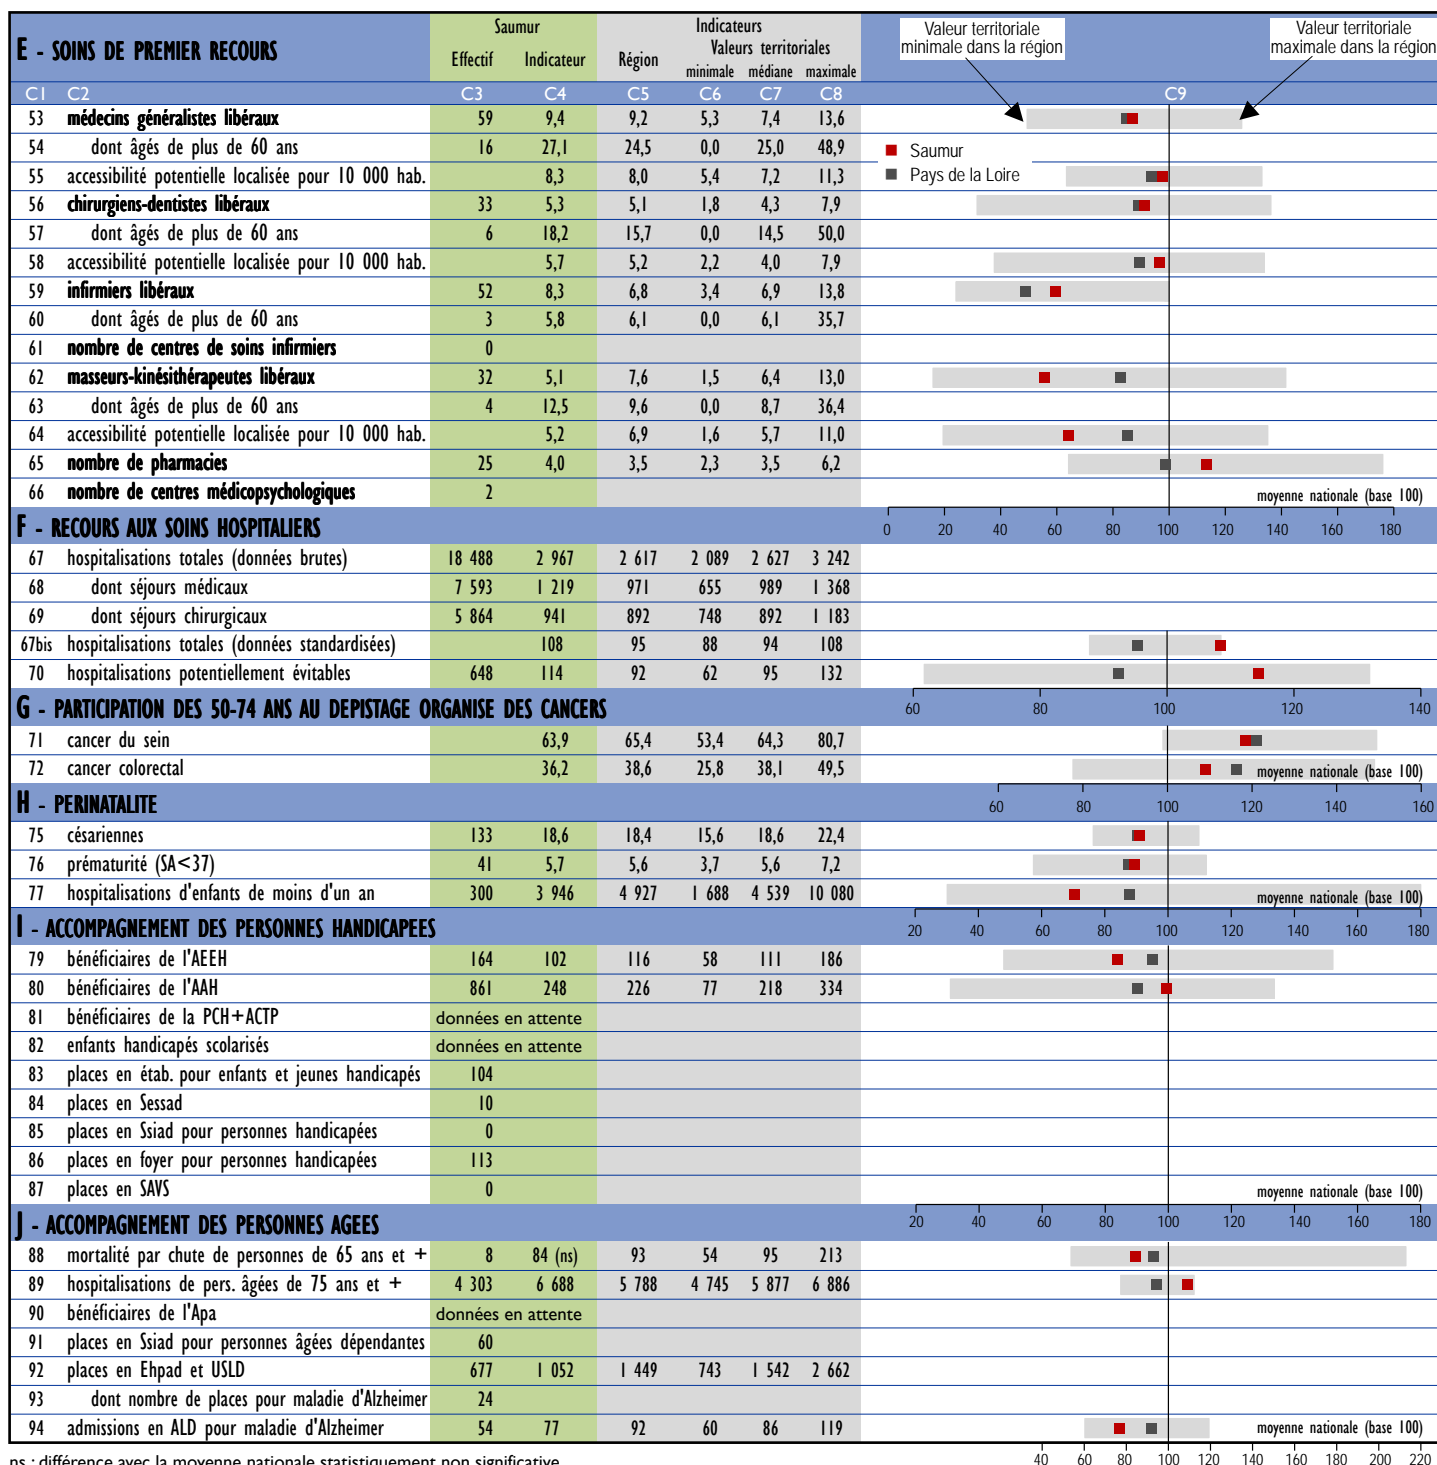 E - SOINS DE PREMIER RECOURS
Saumur
Effectif Indicateur
Région
Indicateurs
Valeurs territoriales
minimale médiane maximale
Valeur territoriale
minimale dans la région
Valeur territoriale
maximale dans la région
C1 C2 C3 C4 C5 C6 C7 C8 C9
53 médecins généralistes libéraux 59 9,4 9,2 5,3 7,4 13,6
54 dont âgés de plus de 60 ans 16 27,1 24,5 0,0 25,0 48,9
Saumur
Pays de la Loire
55 accessibilité potentielle localisée pour 10 000 hab. 8,3 8,0 5,4 7,2 11,3
56 chirurgiens-dentistes libéraux 33 5,3 5,1 1,8 4,3 7,9
57 dont âgés de plus de 60 ans 6 18,2 15,7 0,0 14,5 50,0
58 accessibilité potentielle localisée pour 10 000 hab. 5,7 5,2 2,2 4,0 7,9
59 infirmiers libéraux 52 8,3 6,8 3,4 6,9 13,8
60 dont âgés de plus de 60 ans 3 5,8 6,1 0,0 6,1 35,7
61 nombre de centres de soins infirmiers 0
62 masseurs-kinésithérapeutes libéraux 32 5,1 7,6 1,5 6,4 13,0
63 dont âgés de plus de 60 ans 4 12,5 9,6 0,0 8,7 36,4
64 accessibilité potentielle localisée pour 10 000 hab. 5,2 6,9 1,6 5,7 11,0
65 nombre de pharmacies 25 4,0 3,5 2,3 3,5 6,2
66 nombre de centres médicopsychologiques 2 moyenne nationale (base 100)
F - RECOURS AUX SOINS HOSPITALIERS
0 20 40 60 80 100 120 140 160 180
67 hospitalisations totales (données brutes) 18 488 2 967 2 617 2 089 2 627 3 242
68 dont séjours médicaux 7 593 1 219 971 655 989 1 368
69 dont séjours chirurgicaux 5 864 941 892 748 892 1 183
67bis hospitalisations totales (données standardisées) 108 95 88 94 108
70 hospitalisations potentiellement évitables 648 114 92 62 95 132
G - PARTICIPATION DES 50-74 ANS AU DEPISTAGE ORGANISE DES CANCERS
60 80 100 120 140
71 cancer du sein 63,9 65,4 53,4 64,3 80,7
72 cancer colorectal 36,2 38,6 25,8 38,1 49,5 moyenne nationale (base 100)
H - PERINATALITE
60 80 100 120 140 160
75 césariennes 133 18,6 18,4 15,6 18,6 22,4
76 prématurité (SA<37) 41 5,7 5,6 3,7 5,6 7,2
77 hospitalisations d'enfants de moins d'un an 300 3 946 4 927 1 688 4 539 10 080 moyenne nationale (base 100)
I - ACCOMPAGNEMENT DES PERSONNES HANDICAPEES
20 40 60 80 100 120 140 160 180
79 bénéficiaires de l'AEEH 164 102 116 58 111 186
80 bénéficiaires de l'AAH 861 248 226 77 218 334
81 bénéficiaires de la PCH+ACTP données en attente
82 enfants handicapés scolarisés données en attente
83 places en étab. pour enfants et jeunes handicapés 104
84 places en Sessad 10
85 places en Ssiad pour personnes handicapées 0
86 places en foyer pour personnes handicapées 113
87 places en SAVS 0 moyenne nationale (base 100)
J - ACCOMPAGNEMENT DES PERSONNES AGEES
20 40 60 80 100 120 140 160 180
88 mortalité par chute de personnes de 65 ans et + 8 84 (ns) 93 54 95 213
89 hospitalisations de pers. âgées de 75 ans et + 4 303 6 688 5 788 4 745 5 877 6 886
90 bénéficiaires de l'Apa données en attente
91 places en Ssiad pour personnes âgées dépendantes 60
92 places en Ehpad et USLD 677 1 052 1 449 743 1 542 2 662
93 dont nombre de places pour maladie d'Alzheimer 24
94 admissions en ALD pour maladie d'Alzheimer 54 77 92 60 86 119 moyenne nationale (base 100)
40 60 80 100 120 140 160 180 200 220
ns : différence avec la moyenne nationale statistiquement non significative